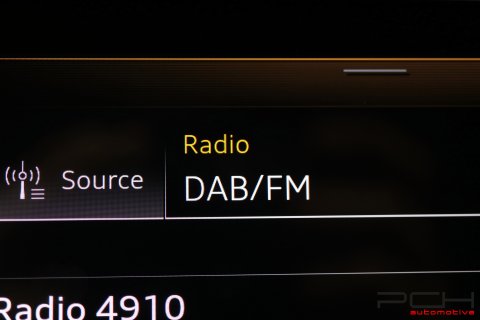 Radio
Source
DAB/FM
Radio 4910
PCH
automotive